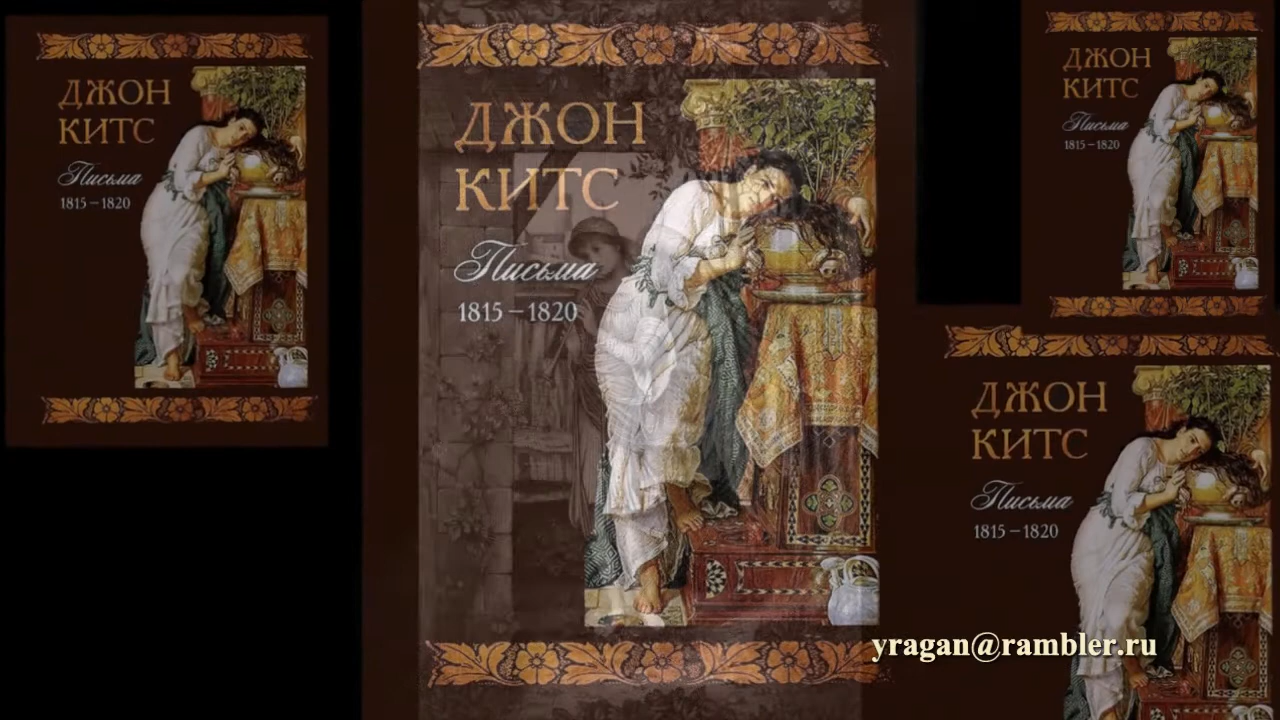 ДЖОН
КИТС
Письма
1815 – 1820
ДЖОН
КИТС
Письма
1815 – 1820
ДЖОН
КИТС
Письма
1815 – 1820
ДЖОН
КИТС
Письма
1815 – 1820
yragan@rambler.ru